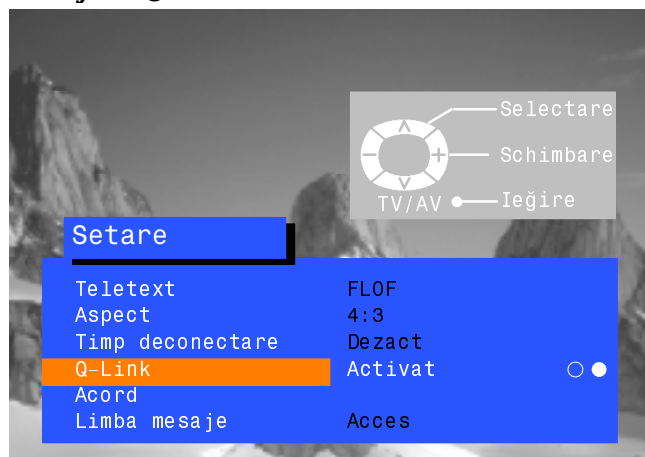 Selectare
Schimbare
TV/AV Ieğire
Setare
Teletext FLOF
Aspect 4:3
Timp deconectare Dezact
Q-Link Activat
Acord
Limba mesaje Acces